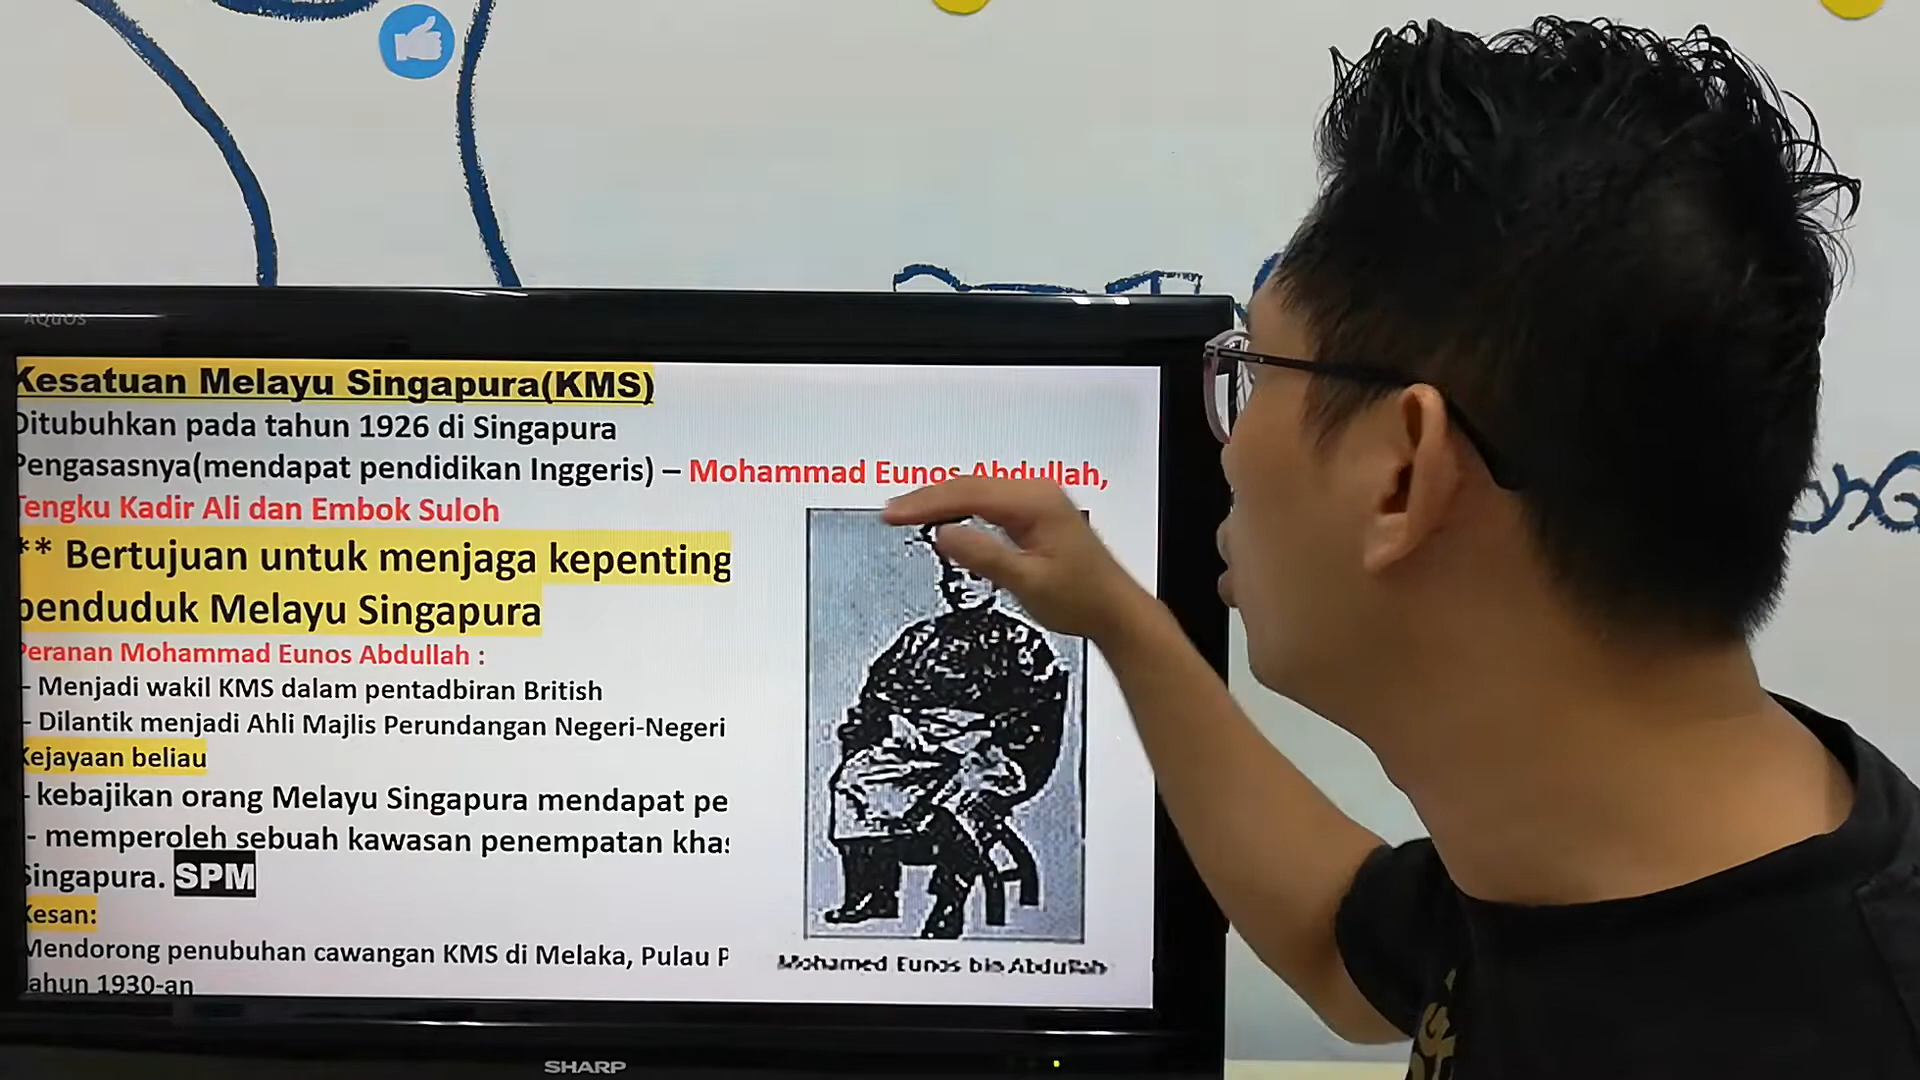 AQUOS
Kesatuan Melayu Singapura(KMS)
Ditubuhkan pada tahun 1926 di Singapura
Pengasasnya(mendapat pendidikan Inggeris) – Mohammad Eunos Abdullah,
Tengku Kadir Ali dan Embok Suloh
** Bertujuan untuk menjaga kepenting
penduduk Melayu Singapura
Peranan Mohammad Eunos Abdullah :
- Menjadi wakil KMS dalam pentadbiran British
- Dilantik menjadi Ahli Majlis Perundangan Negeri-Negeri
Kejayaan beliau
- kebajikan orang Melayu Singapura mendapat pe
- memperoleh sebuah kawasan penempatan khas
Singapura. SPM
Kesan:
Mendorong penubuhan cawangan KMS di Melaka, Pulau P
tahun 1930-an
Mohamed Eunos bin Abdullah
SHARP